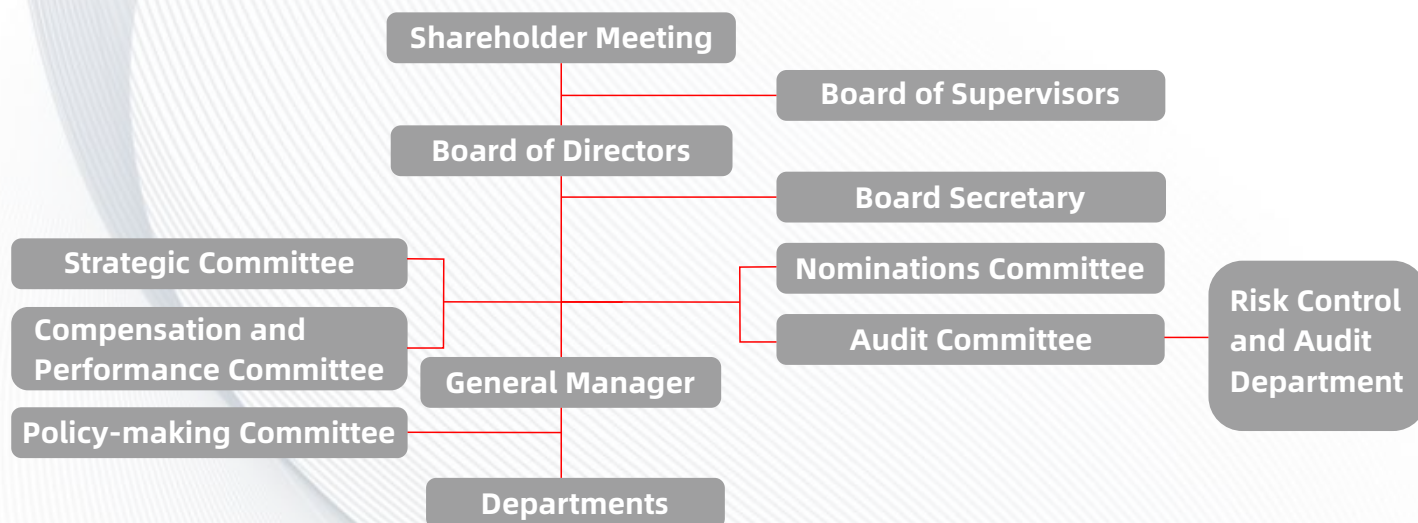 Shareholder Meeting
Board of Supervisors
Board of Directors
Board Secretary
Strategic Committee
Nominations Committee
Compensation and
Performance Committee
Audit Committee
Risk Control
and Audit
Department
General Manager
Policy-making Committee
Departments